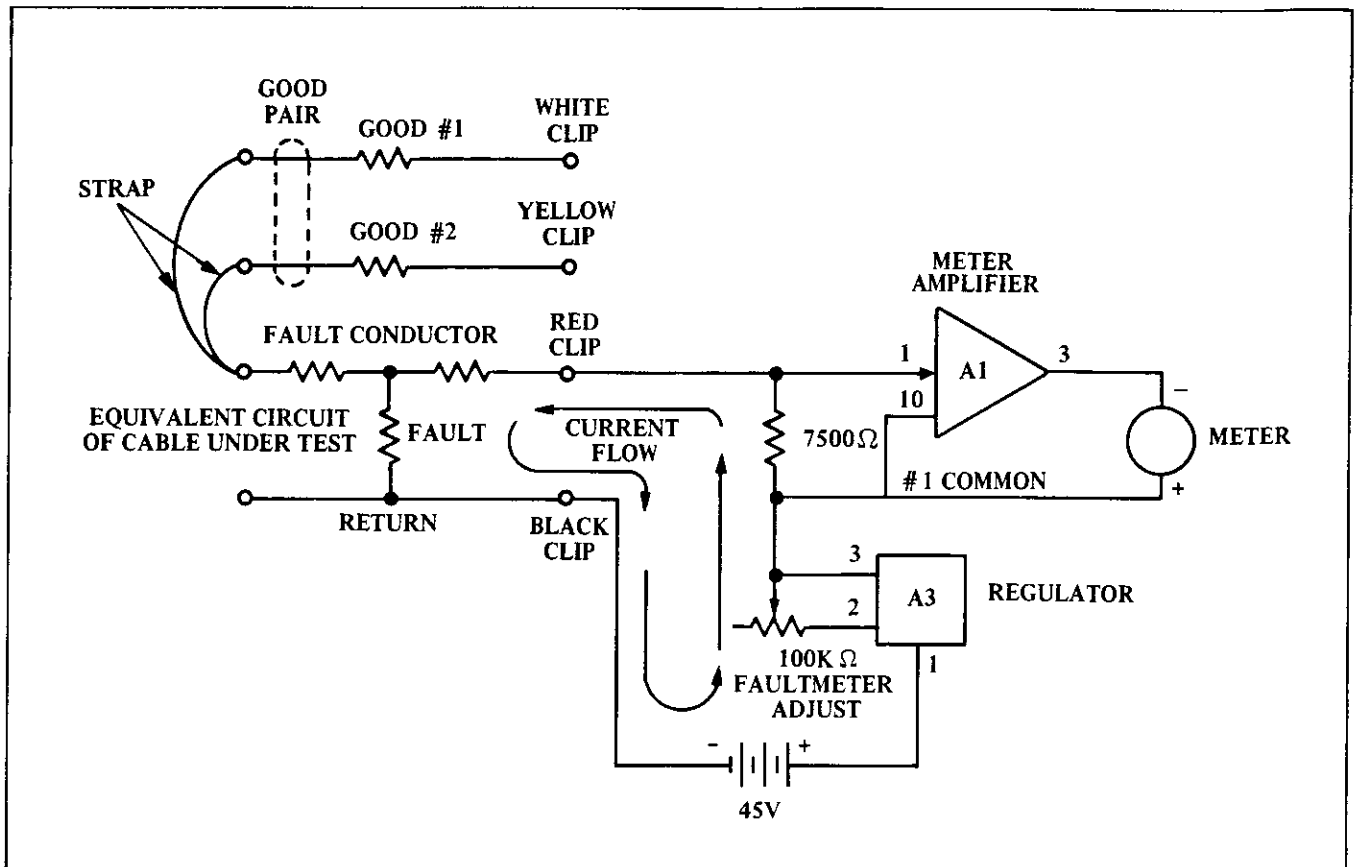 GOOD
PAIR
GOOD #1
WHITE
CLIP
STRAP
GOOD #2
YELLOW
CLIP
METER
AMPLIFIER
FAULT CONDUCTOR
RED
CLIP
1
A1
3
–
10
EQUIVALENT CIRCUIT
OF CABLE UNDER TEST
FAULT
CURRENT
FLOW
7500Ω
METER
#1 COMMON
+
RETURN
BLACK
CLIP
3
A3
REGULATOR
2
100K Ω
FAULTMETER
ADJUST
1
- +
45V